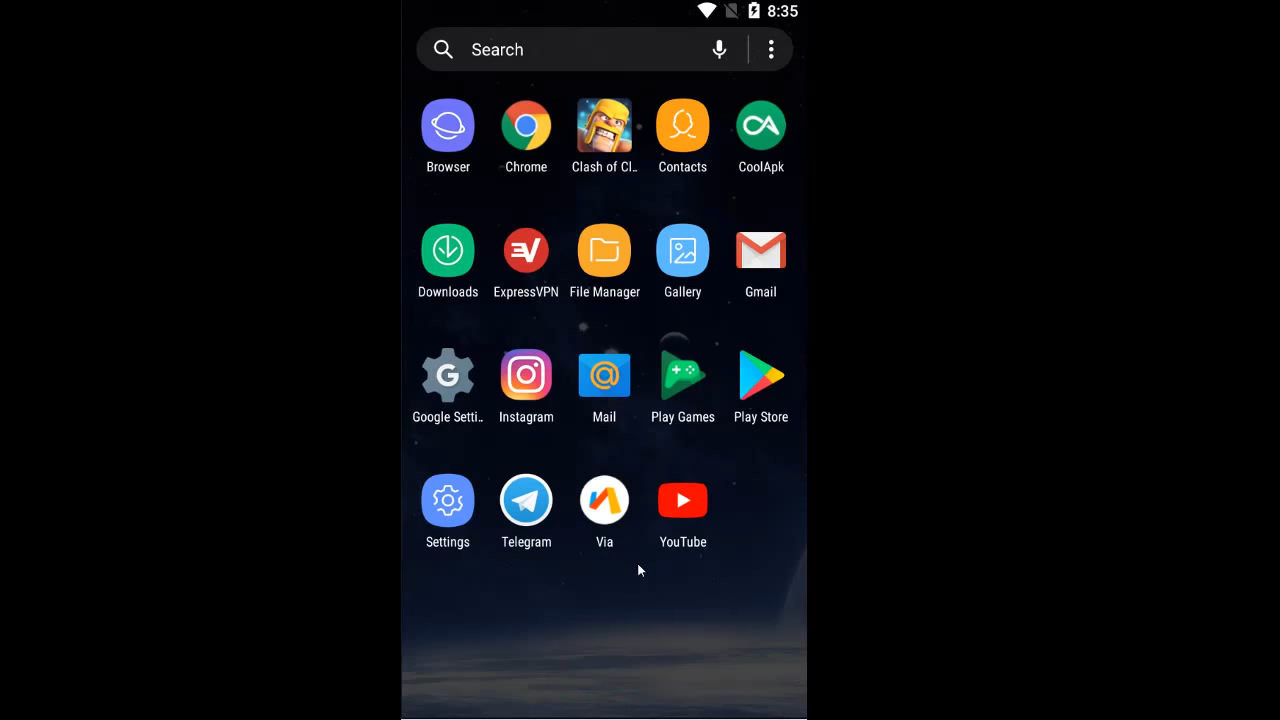 8:35
Search
Browser Chrome Clash of Cl.. Contacts CoolApk
Downloads ExpressVPN File Manager Gallery Gmail
Google Setti.. Instagram Mail Play Games Play Store
Settings Telegram Via YouTube